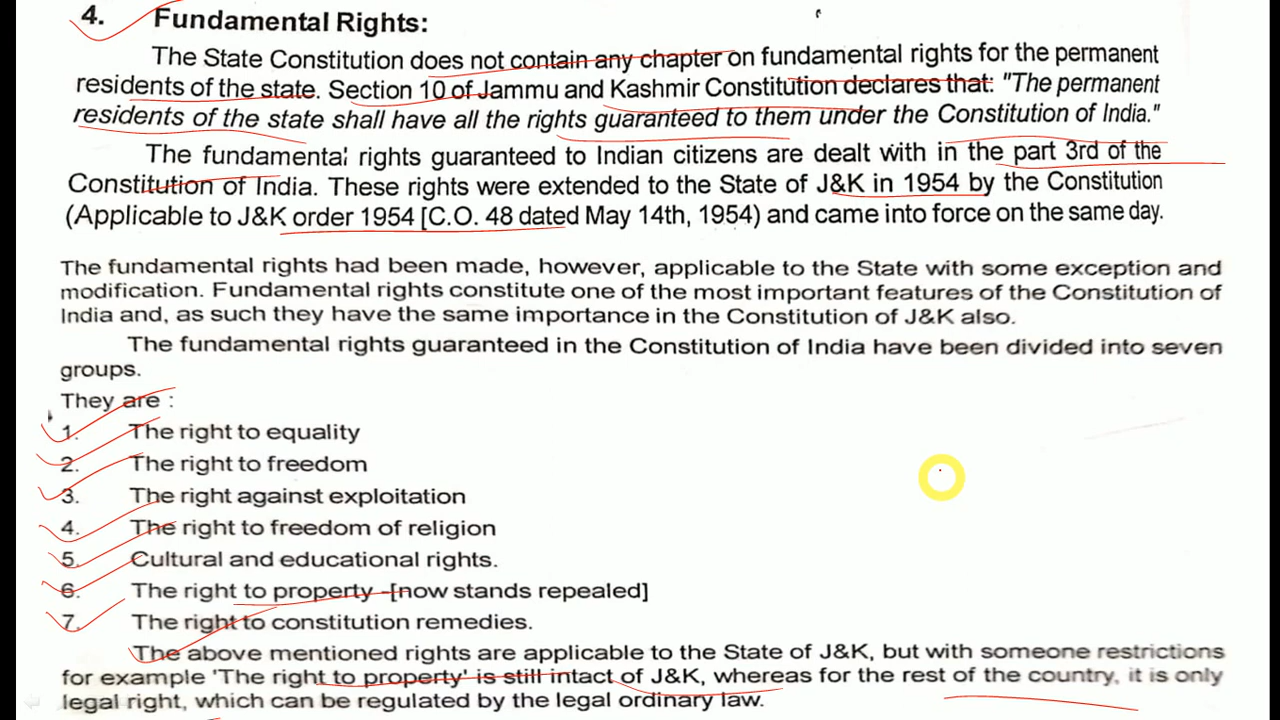 4. Fundamental Rights:
The State Constitution does not contain any chapter on fundamental rights for the permanent
residents of the state. Section 10 of Jammu and Kashmir Constitution declares that: "The permanent
residents of the state shall have all the rights guaranteed to them under the Constitution of India."
The fundamental rights guaranteed to Indian citizens are dealt with in the part 3rd of the
Constitution of India. These rights were extended to the State of J&K in 1954 by the Constitution
(Applicable to J&K order 1954 [C.O. 48 dated May 14th, 1954) and came into force on the same day.
The fundamental rights had been made, however, applicable to the State with some exception and
modification. Fundamental rights constitute one of the most important features of the Constitution of
India and, as such they have the same importance in the Constitution of J&K also.
The fundamental rights guaranteed in the Constitution of India have been divided into seven
groups.
They are :
1. The right to equality
2. The right to freedom
3. The right against exploitation
4. The right to freedom of religion
5. Cultural and educational rights.
6. The right to property -[now stands repealed]
7. The right to constitution remedies.
The above mentioned rights are applicable to the State of J&K, but with someone restrictions
for example 'The right to property' is still intact of J&K, whereas for the rest of the country, it is only
legal right, which can be regulated by the legal ordinary law.